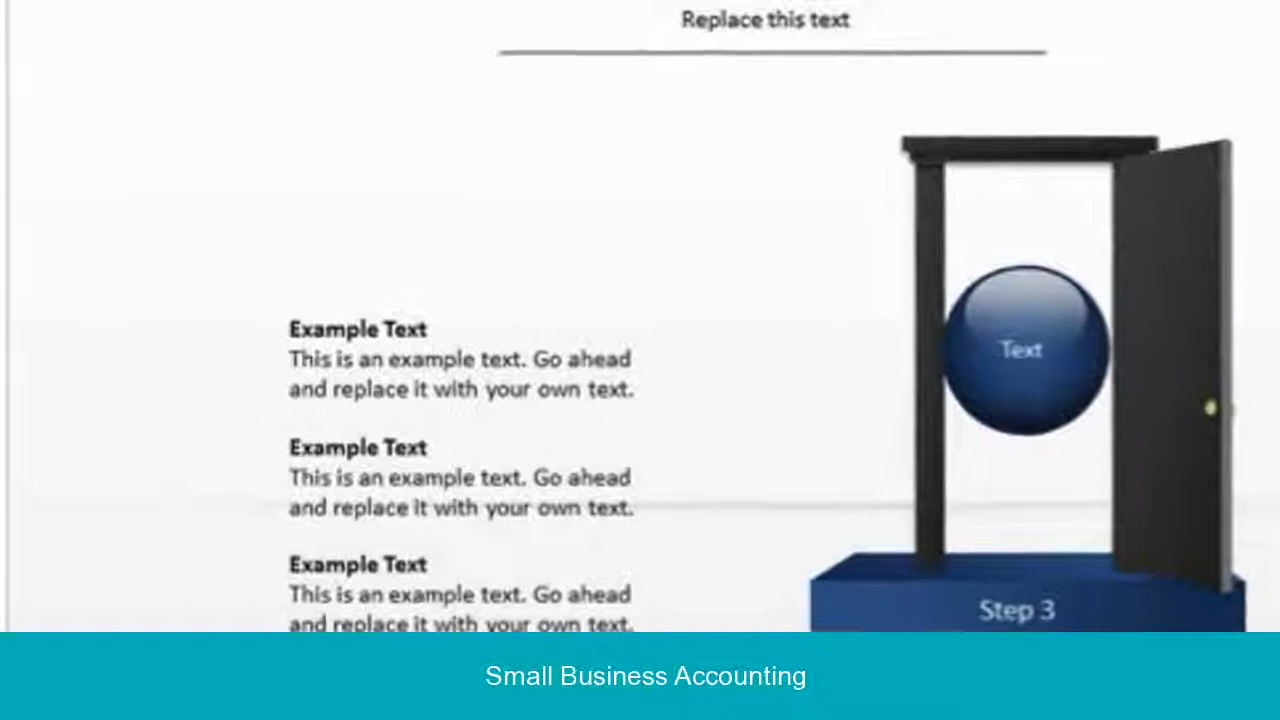 Replace this text
Example Text
This is an example text. Go ahead
and replace it with your own text.
Text
Example Text
This is an example text. Go ahead
and replace it with your own text.
Example Text
This is an example text. Go ahead
and replace it with your own text.
Step 3
Small Business Accounting